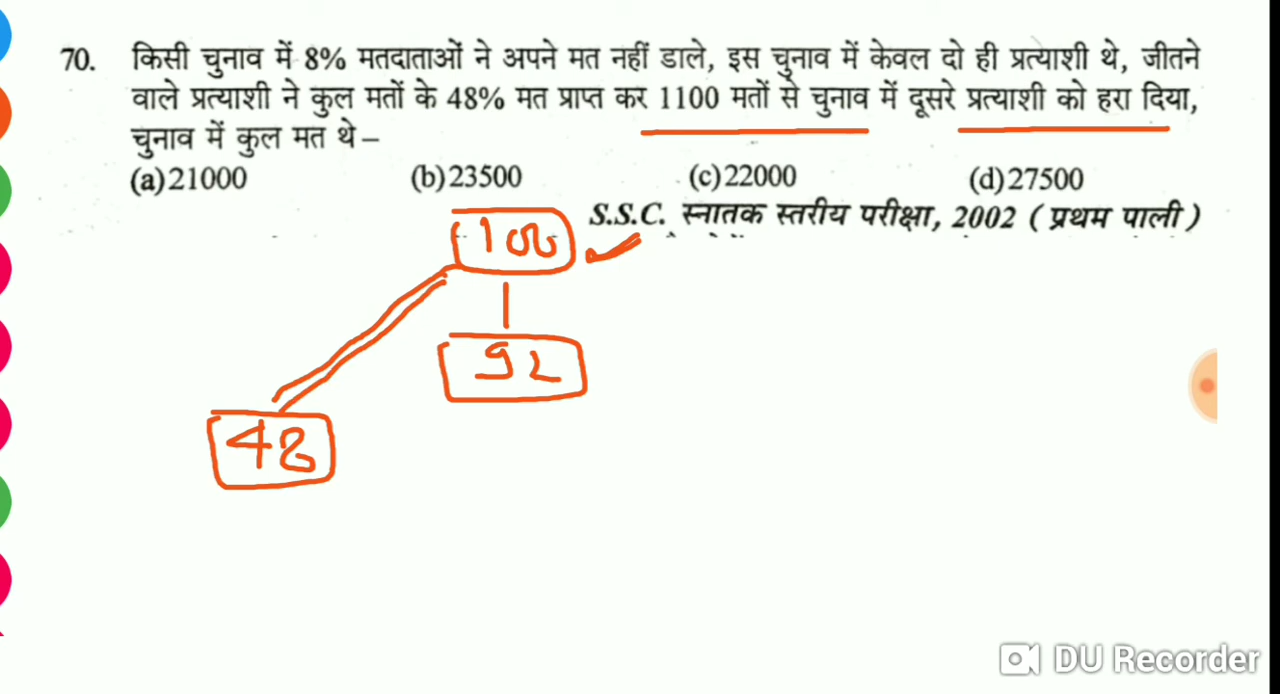 70. किसी चुनाव में 8% मतदाताओं ने अपने मत नहीं डाले, इस चुनाव में केवल दो ही प्रत्याशी थे, जीतने
वाले प्रत्याशी ने कुल मतों के 48% मत प्राप्त कर 1100 मतों से चुनाव में दूसरे प्रत्याशी को हरा दिया,
चुनाव में कुल मत थे –
(a)21000 (b)23500 (c)22000 (d)27500
S.S.C. स्नातक स्तरीय परीक्षा, 2002 ( प्रथम पाली )
100
92
48
DU Recorder